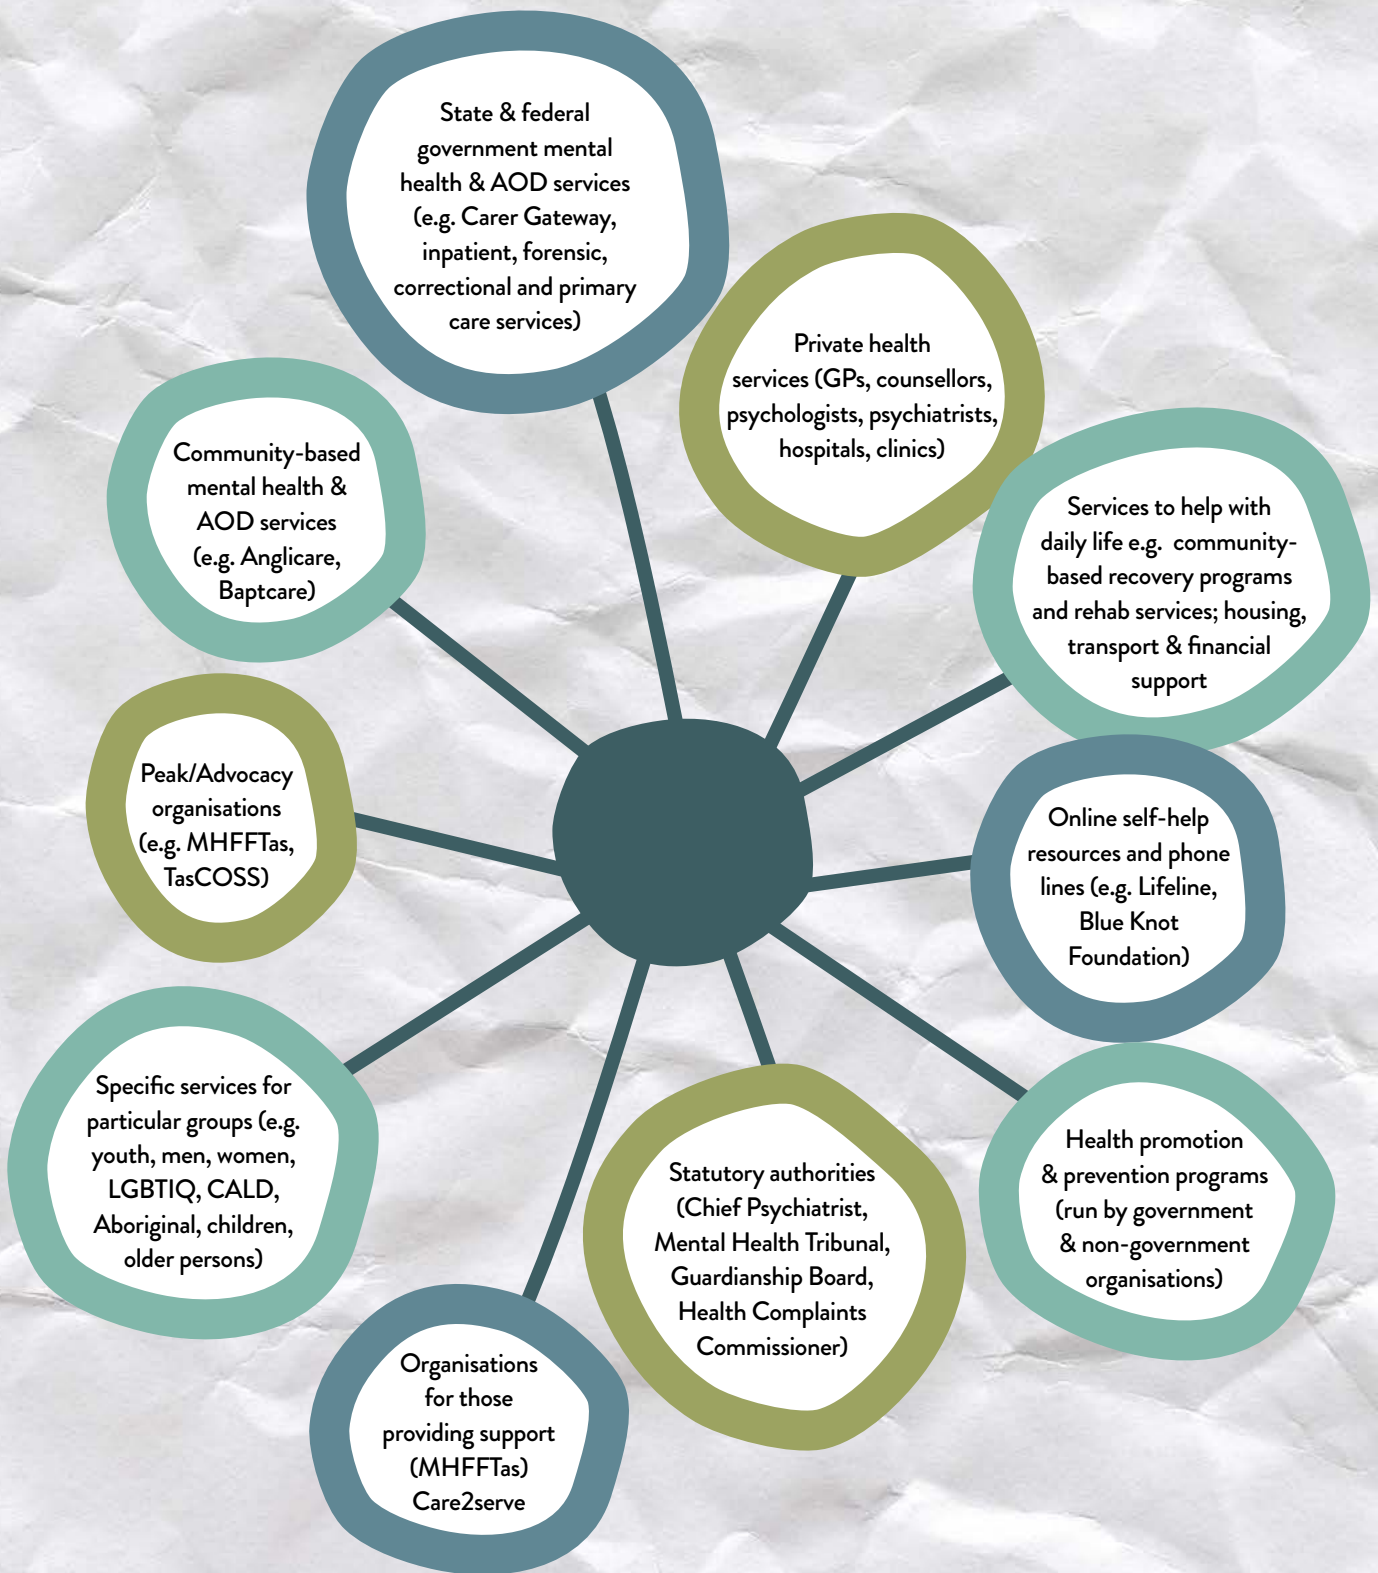 State & federal
government mental
health & AOD services
(e.g. Carer Gateway,
inpatient, forensic,
correctional and primary
care services)
Private health
services (GPs, counsellors,
psychologists, psychiatrists,
hospitals, clinics)
Community-based
mental health &
AOD services
(e.g. Anglicare,
Baptcare)
Services to help with
daily life e.g. community-
based recovery programs
and rehab services; housing,
transport & financial
support
Peak/Advocacy
organisations
(e.g. MHFFTas,
TasCOSS)
Online self-help
resources and phone
lines (e.g. Lifeline,
Blue Knot
Foundation)
Specific services for
particular groups (e.g.
youth, men, women,
LGBTIQ, CALD,
Aboriginal, children,
older persons)
Statutory authorities
(Chief Psychiatrist,
Mental Health Tribunal,
Guardianship Board,
Health Complaints
Commissioner)
Health promotion
& prevention programs
(run by government
& non-government
organisations)
Organisations
for those
providing support
(MHFFTas)
Care2serve